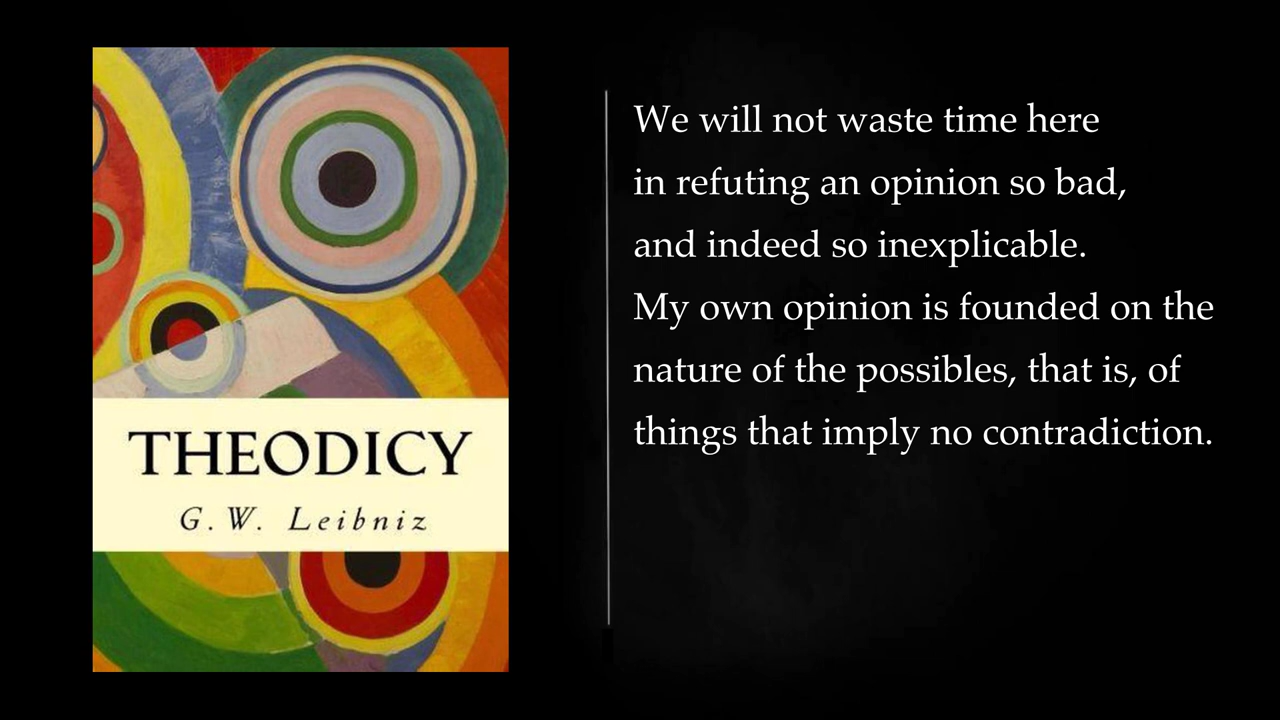 THEODICY
G. W. Leibniz
We will not waste time here
in refuting an opinion so bad,
and indeed so inexplicable.
My own opinion is founded on the
nature of the possibles, that is, of
things that imply no contradiction.